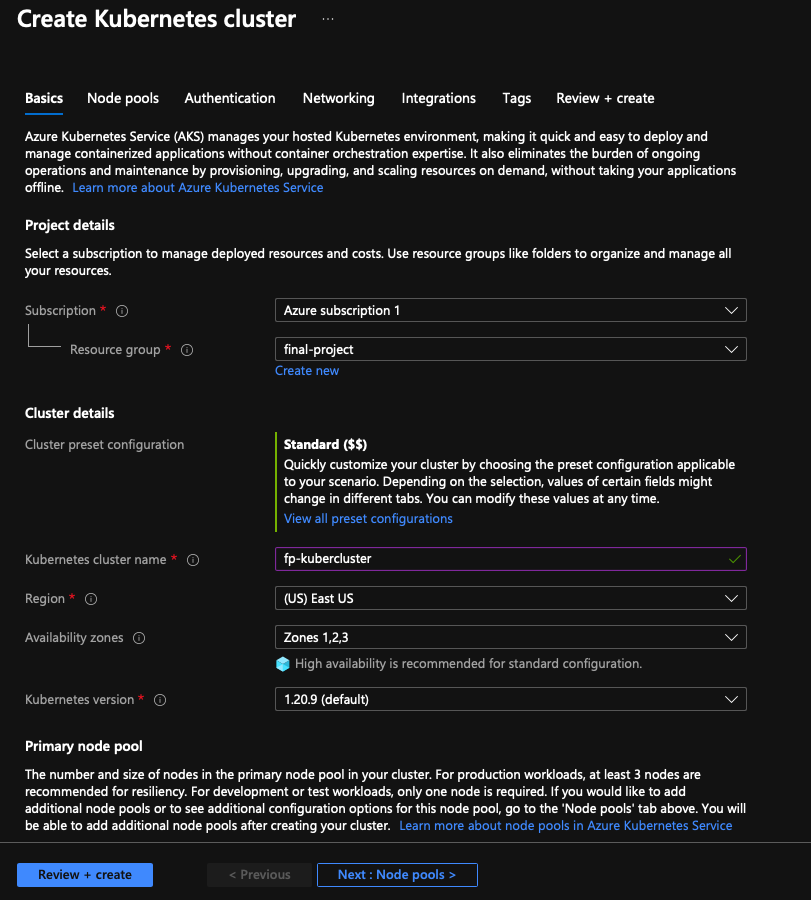 Create Kubernetes cluster ...
Basics Node pools Authentication Networking Integrations Tags Review + create
Azure Kubernetes Service (AKS) manages your hosted Kubernetes environment, making it quick and easy to deploy and
manage containerized applications without container orchestration expertise. It also eliminates the burden of ongoing
operations and maintenance by provisioning, upgrading, and scaling resources on demand, without taking your applications
offline. Learn more about Azure Kubernetes Service
Project details
Select a subscription to manage deployed resources and costs. Use resource groups like folders to organize and manage all
your resources.
Subscription * Azure subscription 1
Resource group * final-project
Create new
Cluster details
Cluster preset configuration Standard ($$)
Quickly customize your cluster by choosing the preset configuration applicable
to your scenario. Depending on the selection, values of certain fields might
change in different tabs. You can modify these values at any time.
View all preset configurations
Kubernetes cluster name * fp-kubercluster
Region * (US) East US
Availability zones Zones 1,2,3
High availability is recommended for standard configuration.
Kubernetes version * 1.20.9 (default)
Primary node pool
The number and size of nodes in the primary node pool in your cluster. For production workloads, at least 3 nodes are
recommended for resiliency. For development or test workloads, only one node is required. If you would like to add
additional node pools or to see additional configuration options for this node pool, go to the 'Node pools' tab above. You will
be able to add additional node pools after creating your cluster. Learn more about node pools in Azure Kubernetes Service
Review + create < Previous Next : Node pools >